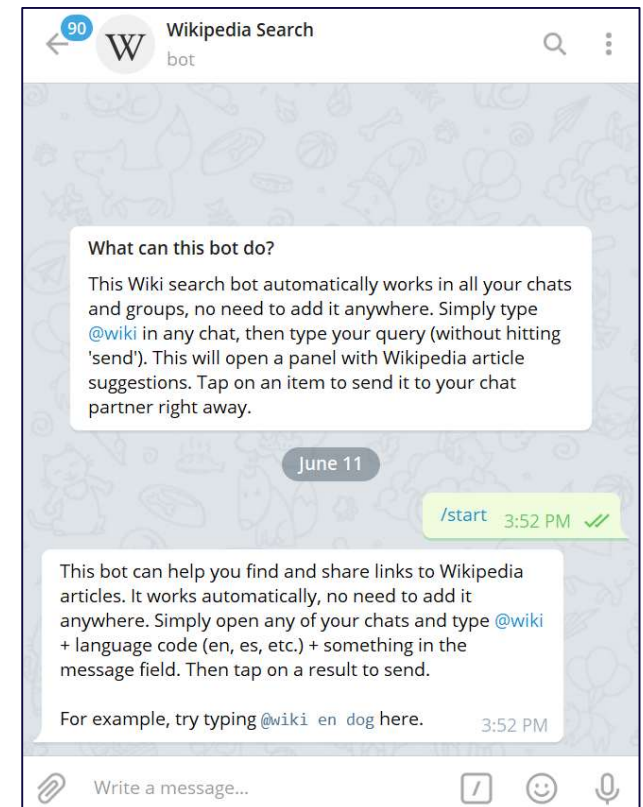 90
W
Wikipedia Search
bot
What can this bot do?
This Wiki search bot automatically works in all your chats
and groups, no need to add it anywhere. Simply type
@wiki in any chat, then type your query (without hitting
'send'). This will open a panel with Wikipedia article
suggestions. Tap on an item to send it to your chat
partner right away.
June 11
/start 3:52 PM
This bot can help you find and share links to Wikipedia
articles. It works automatically, no need to add it
anywhere. Simply open any of your chats and type @wiki
+ language code (en, es, etc.) + something in the
message field. Then tap on a result to send.
For example, try typing @wiki en dog here. 3:52 PM
Write a message...
/